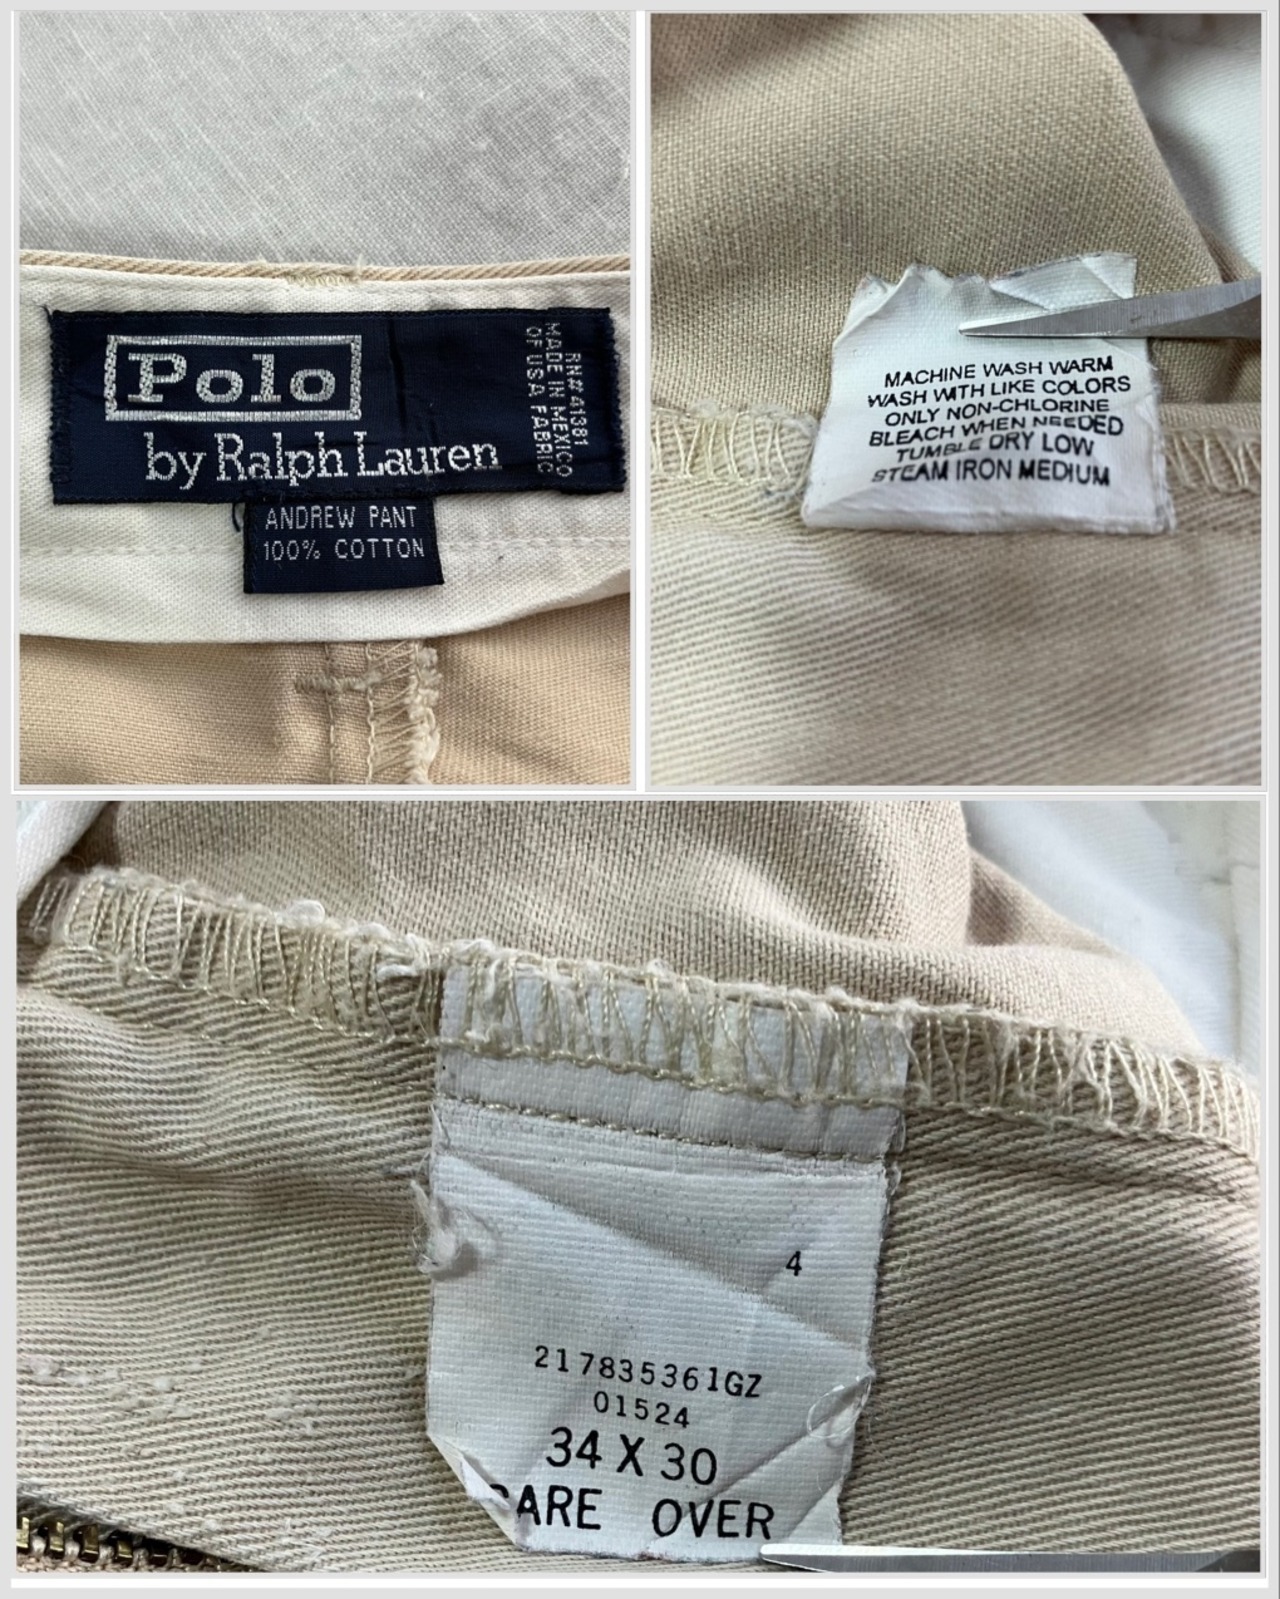 Polo
by Ralph Lauren
RN#41381
MADE IN MEXICO
OF USA FABRIC
ANDREW PANT
100% COTTON
MACHINE WASH WARM
WASH WITH LIKE COLORS
ONLY NON-CHLORINE
BLEACH WHEN NEEDED
TUMBLE DRY LOW
STEAM IRON MEDIUM
4
217835361GZ
01524
34 X 30
CARE OVER